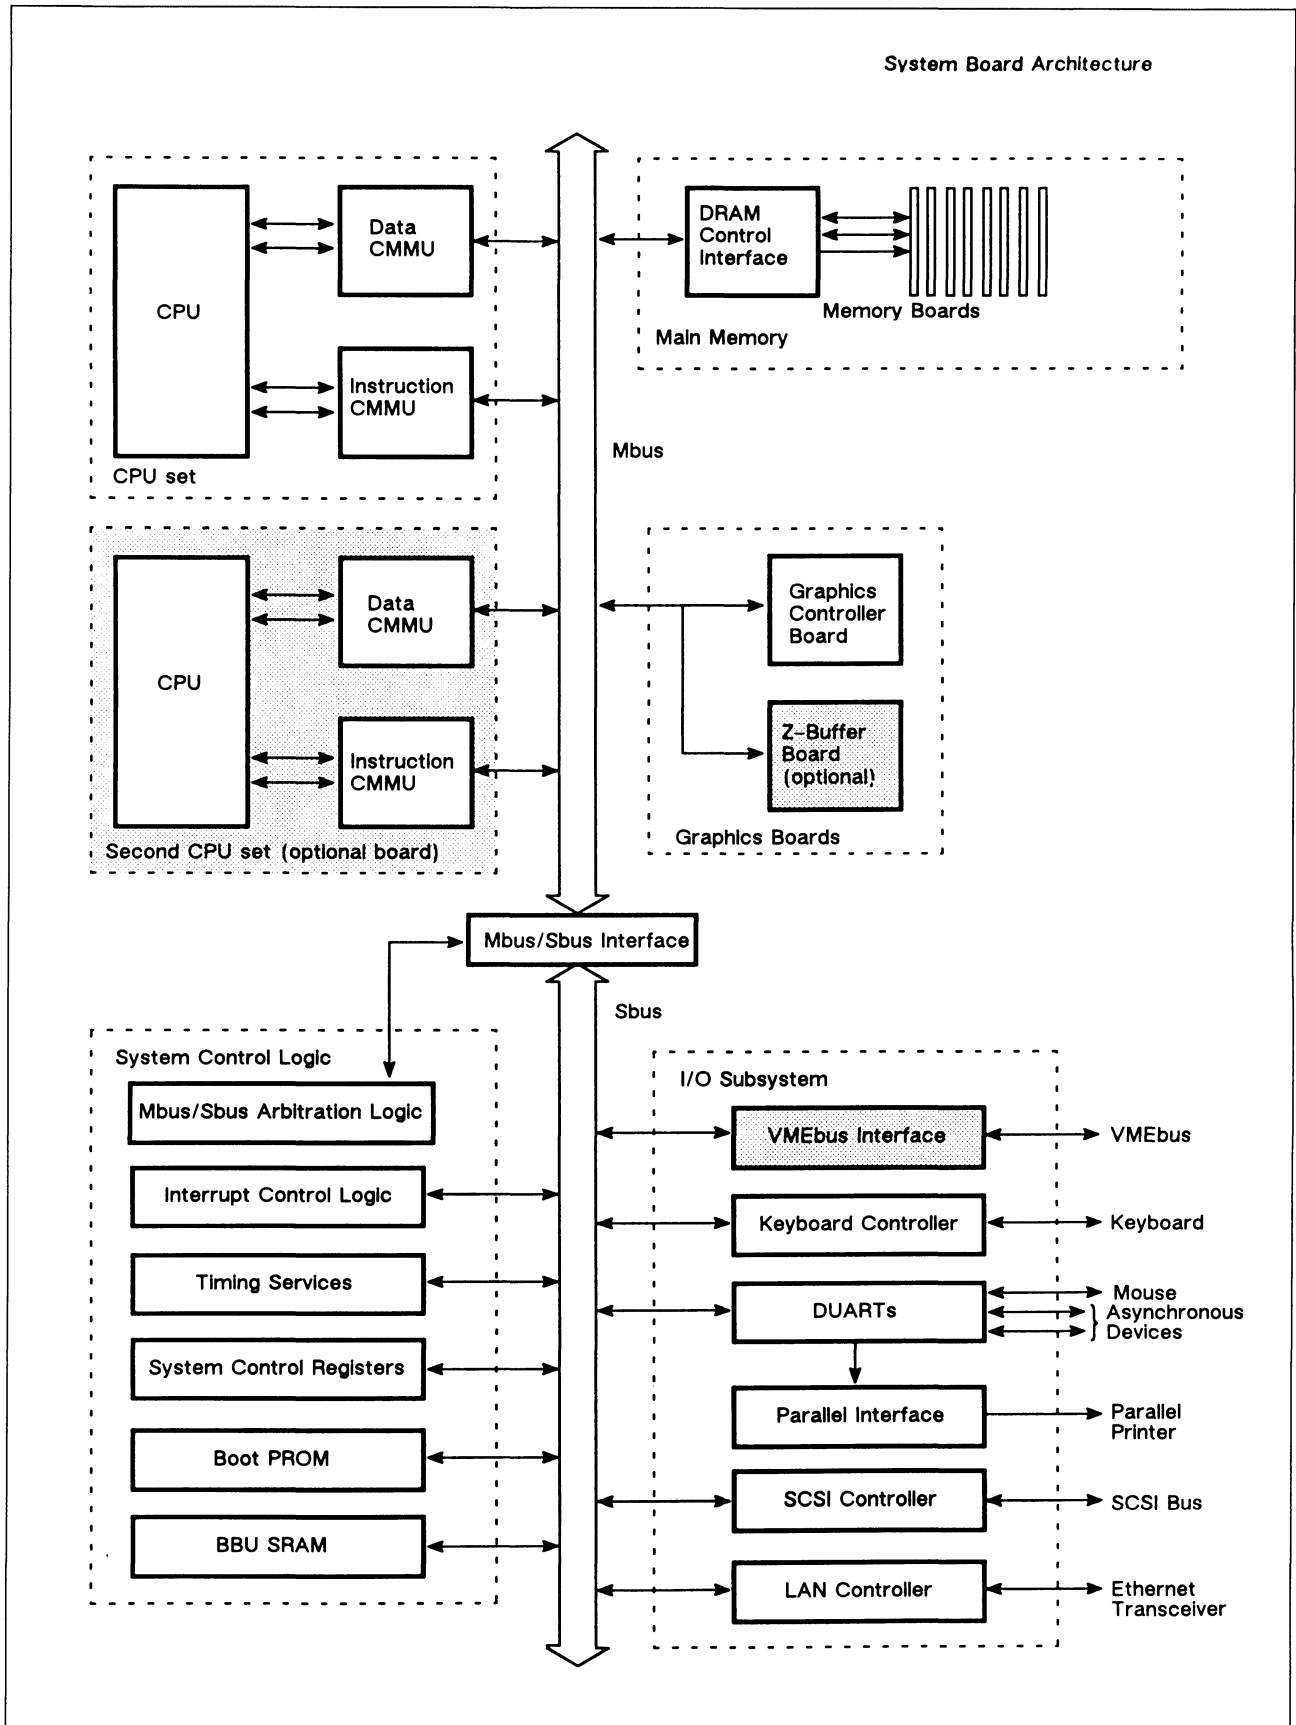 System Board Architecture
CPU
Data
CMMU
Instruction
CMMU
CPU set
DRAM
Control
Interface
Memory Boards
Main Memory
Mbus
CPU
Data
CMMU
Instruction
CMMU
Second CPU set (optional board)
Graphics
Controller
Board
Z-Buffer
Board
(optional)
Graphics Boards
Mbus/Sbus Interface
Sbus
System Control Logic
Mbus/Sbus Arbitration Logic
Interrupt Control Logic
Timing Services
System Control Registers
Boot PROM
BBU SRAM
I/O Subsystem
VMEbus Interface
VMEbus
Keyboard Controller
Keyboard
DUARTs
Mouse
Asynchronous
Devices
Parallel Interface
Parallel
Printer
SCSI Controller
SCSI Bus
LAN Controller
Ethernet
Transceiver